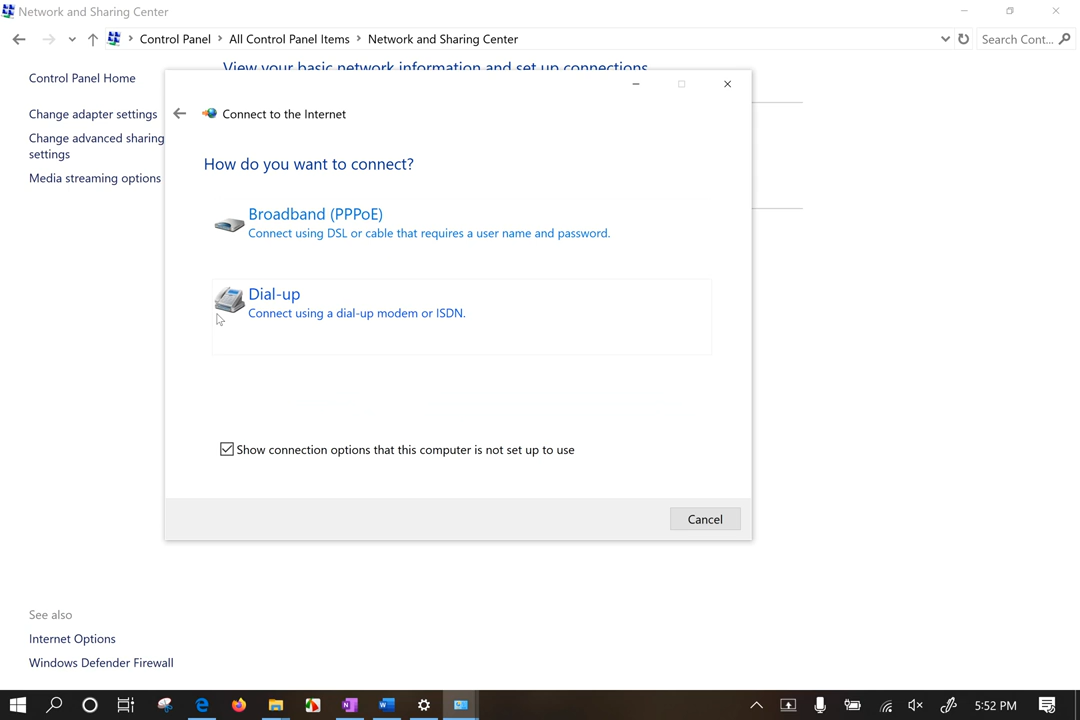 Network and Sharing Center
Control Panel > All Control Panel Items > Network and Sharing Center
Search Cont...
View your basic network information and set up connections
Control Panel Home
Change adapter settings
Change advanced sharing
settings
Media streaming options
Connect to the Internet
How do you want to connect?
Broadband (PPPoE)
Connect using DSL or cable that requires a user name and password.
Dial-up
Connect using a dial-up modem or ISDN.
Show connection options that this computer is not set up to use
Cancel
See also
Internet Options
Windows Defender Firewall
5:52 PM